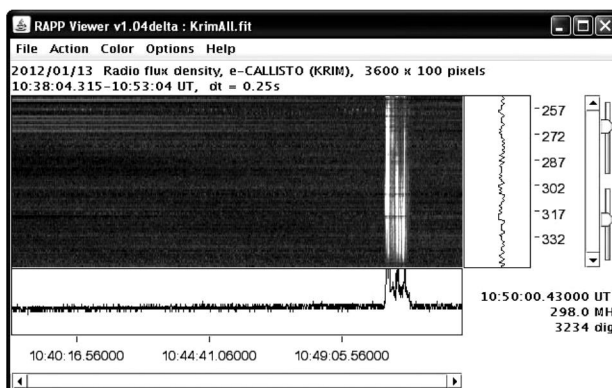 RAPP Viewer v1.04delta : KrimAll.fit
File Action Color Options Help
2012/01/13 Radio flux density, e-CALLISTO (KRIM), 3600 x 100 pixels
10:38:04.315-10:53:04 UT, dt = 0.25s
257
272
287
302
317
332
10:50:00.43000 UT
298.0 MH
3234 dig
10:40:16.56000 10:44:41.06000 10:49:05.56000